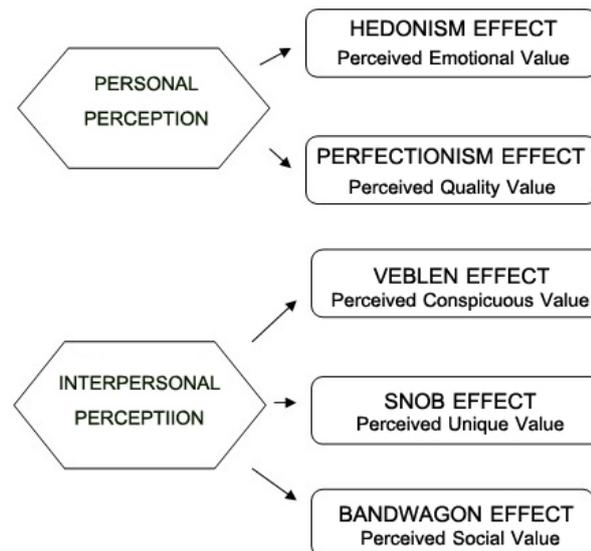 PERSONAL
PERCEPTION
HEDONISM EFFECT
Perceived Emotional Value
PERFECTIONISM EFFECT
Perceived Quality Value
INTERPERSONAL
PERCEPTIION
VEBLEN EFFECT
Perceived Conspicuous Value
SNOB EFFECT
Perceived Unique Value
BANDWAGON EFFECT
Perceived Social Value